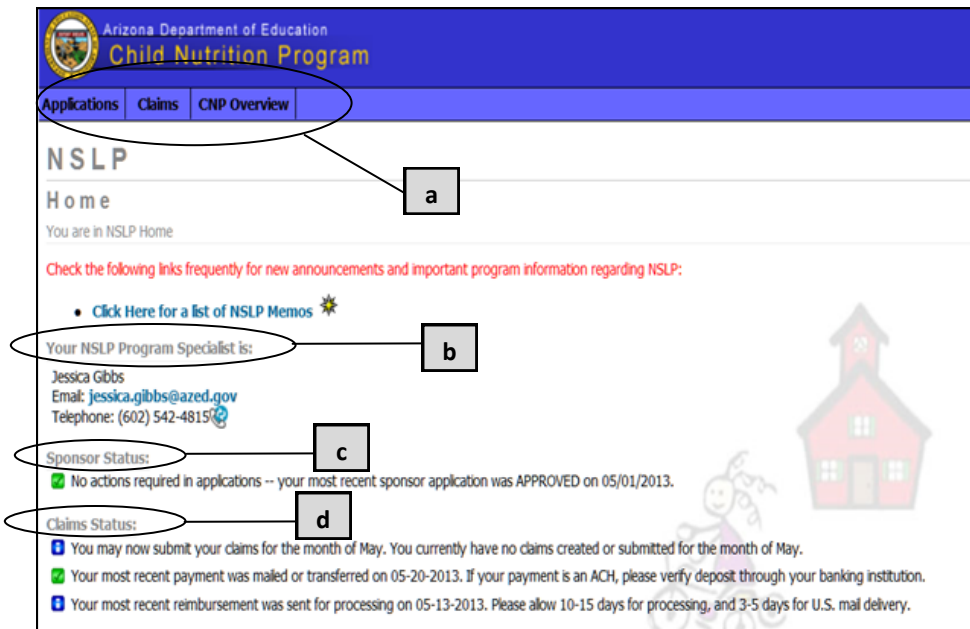 Arizona Department of Education
Child Nutrition Program
Applications Claims CNP Overview
NSLP
a
Home
You are in NSLP Home
Check the following links frequently for new announcements and important program information regarding NSLP:
• Click Here for a list of NSLP Memos
Your NSLP Program Specialist is:
b
Jessica Gibbs
Email: jessica.gibbs@azed.gov
Telephone: (602) 542-4815
Sponsor Status:
c
No actions required in applications -- your most recent sponsor application was APPROVED on 05/01/2013.
Claims Status:
d
You may now submit your claims for the month of May. You currently have no claims created or submitted for the month of May.
Your most recent payment was mailed or transferred on 05-20-2013. If your payment is an ACH, please verify deposit through your banking institution.
Your most recent reimbursement was sent for processing on 05-13-2013. Please allow 10-15 days for processing, and 3-5 days for U.S. mail delivery.